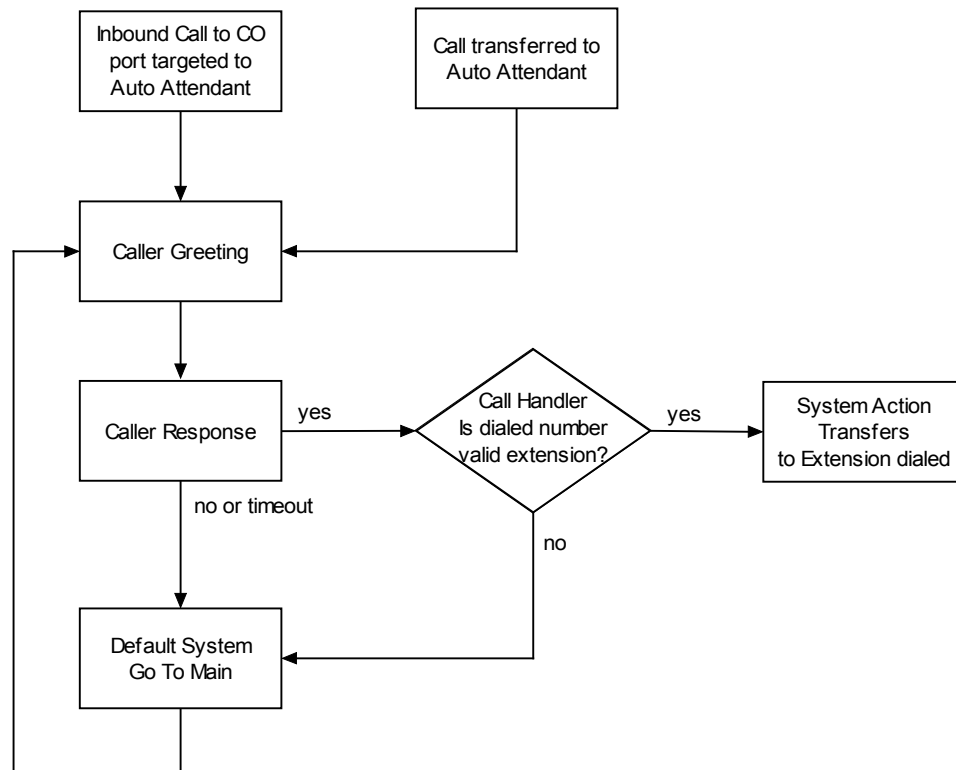 Inbound Call to CO
port targeted to
Auto Attendant
Call transferred to
Auto Attendant
Caller Greeting
Caller Response
yes
Call Handler
Is dialed number
valid extension?
yes
System Action
Transfers
to Extension dialed
no or timeout
no
Default System
Go To Main